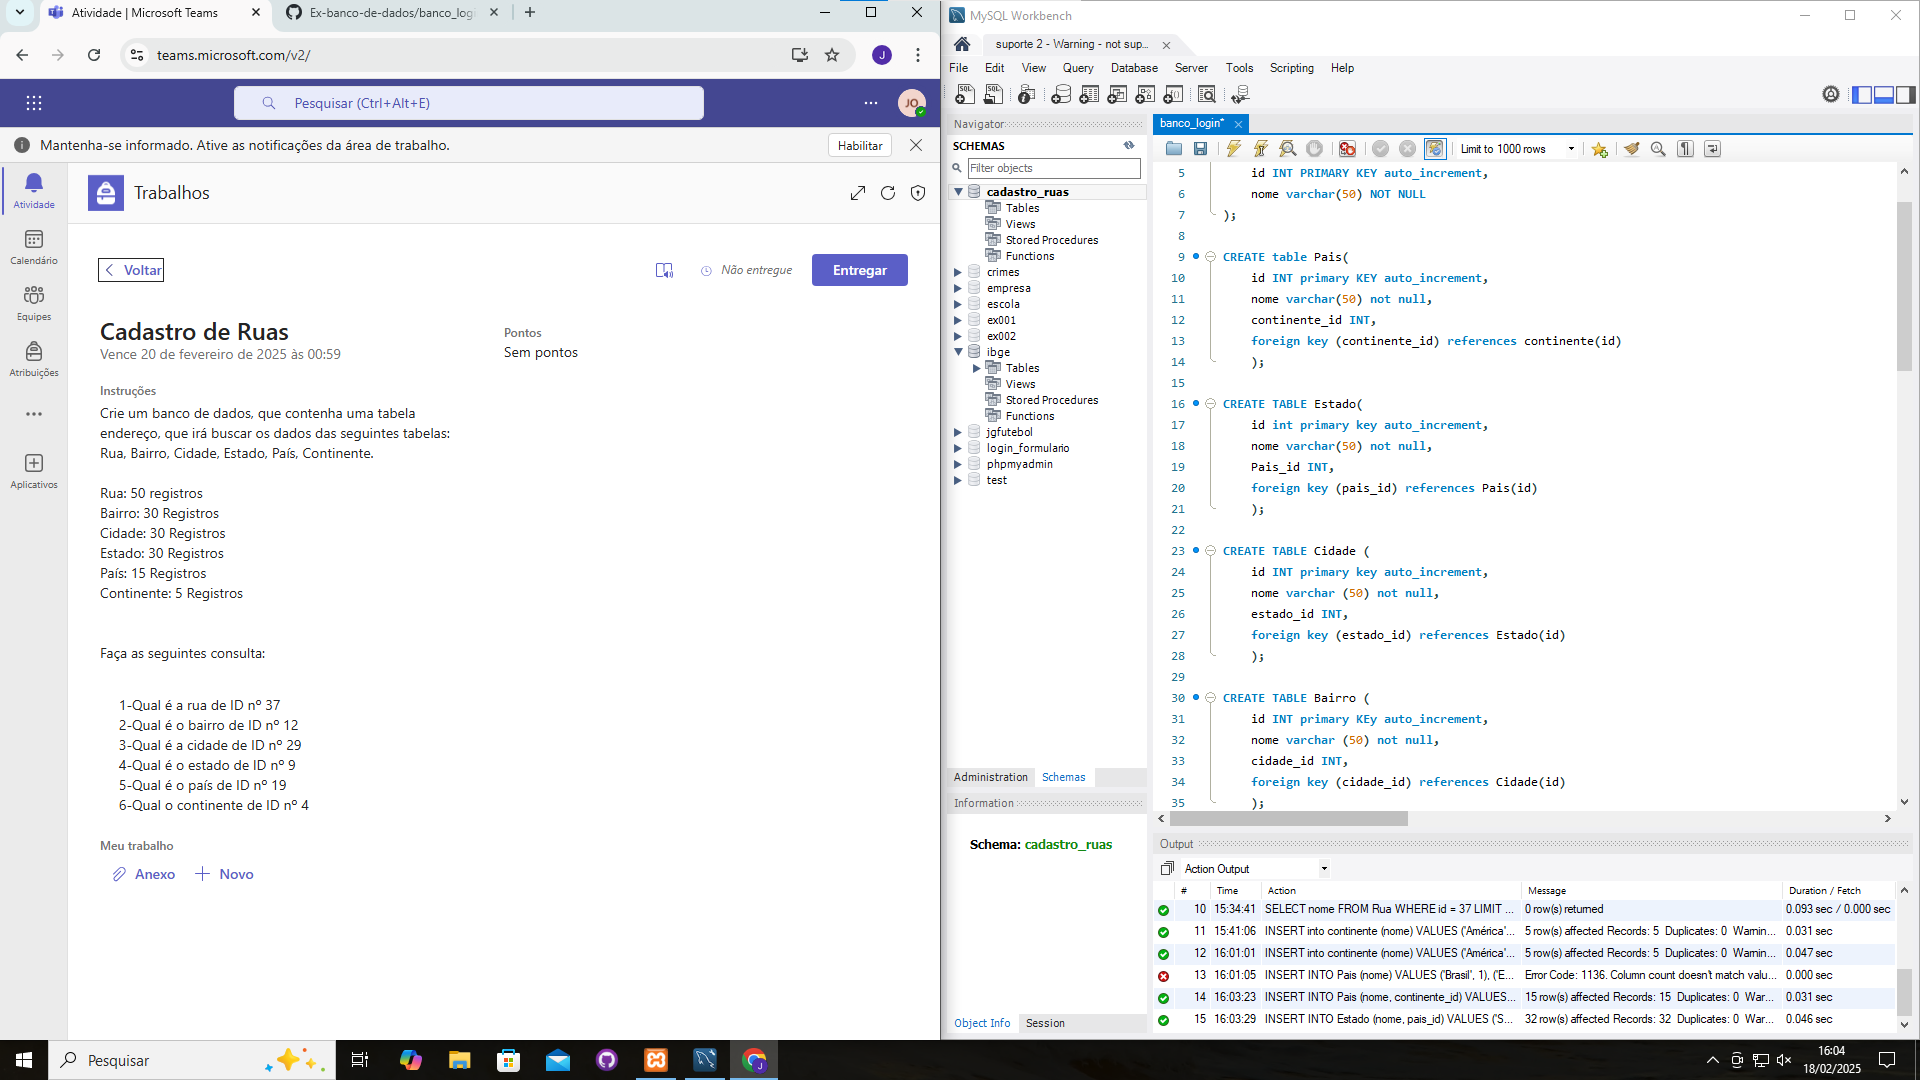 Atividade | Microsoft Teams
Ex-banco-de-dados/banco_logi
teams.microsoft.com/v2/
J
Pesquisar (Ctrl+Alt+E)
JO
Mantenha-se informado. Ative as notificações da área de trabalho.
Habilitar
Atividade
Calendário
Equipes
Atribuições
Aplicativos
Trabalhos
Voltar
Não entregue
Entregar
Cadastro de Ruas
Vence 20 de fevereiro de 2025 às 00:59
Pontos
Sem pontos
Instruções
Crie um banco de dados, que contenha uma tabela
endereço, que irá buscar os dados das seguintes tabelas:
Rua, Bairro, Cidade, Estado, País, Continente.
Rua: 50 registros
Bairro: 30 Registros
Cidade: 30 Registros
Estado: 30 Registros
País: 15 Registros
Continente: 5 Registros
Faça as seguintes consulta:
1-Qual é a rua de ID nº 37
2-Qual é o bairro de ID nº 12
3-Qual é a cidade de ID nº 29
4-Qual é o estado de ID nº 9
5-Qual é o país de ID nº 19
6-Qual o continente de ID nº 4
Meu trabalho
Anexo
Novo
MySQL Workbench
suporte 2 - Warning - not sup...
File Edit View Query Database Server Tools Scripting Help
Navigator
SCHEMAS
Filter objects
cadastro_ruas
Tables
Views
Stored Procedures
Functions
crimes
empresa
escola
ex001
ex002
ibge
Tables
Views
Stored Procedures
Functions
jgfutebol
login_formulario
phpmyadmin
test
Administration Schemas
Information
Schema: cadastro_ruas
Object Info Session
banco_login*
Limit to 1000 rows
5 id INT PRIMARY KEY auto_increment,
6 nome varchar(50) NOT NULL
7 );
8
9 CREATE table Pais(
10 id INT primary KEY auto_increment,
11 nome varchar(50) not null,
12 continente_id INT,
13 foreign key (continente_id) references continente(id)
14 );
15
16 CREATE TABLE Estado(
17 id int primary key auto_increment,
18 nome varchar(50) not null,
19 Pais_id INT,
20 foreign key (pais_id) references Pais(id)
21 );
22
23 CREATE TABLE Cidade (
24 id INT primary key auto_increment,
25 nome varchar (50) not null,
26 estado_id INT,
27 foreign key (estado_id) references Estado(id)
28 );
29
30 CREATE TABLE Bairro (
31 id INT primary KEy auto_increment,
32 nome varchar (50) not null,
33 cidade_id INT,
34 foreign key (cidade_id) references Cidade(id)
35 );
Output
Action Output
# Time Action Message Duration / Fetch
10 15:34:41 SELECT nome FROM Rua WHERE id = 37 LIMIT ... 0 row(s) returned 0.093 sec / 0.000 sec
11 15:41:06 INSERT into continente (nome) VALUES ('América'... 5 row(s) affected Records: 5 Duplicates: 0 Warnin... 0.031 sec
12 16:01:01 INSERT into continente (nome) VALUES ('América'... 5 row(s) affected Records: 5 Duplicates: 0 Warnin... 0.047 sec
13 16:01:05 INSERT INTO Pais (nome) VALUES ('Brasil', 1), ('E... Error Code: 1136. Column count doesn't match valu... 0.000 sec
14 16:03:23 INSERT INTO Pais (nome, continente_id) VALUES... 15 row(s) affected Records: 15 Duplicates: 0 War... 0.031 sec
15 16:03:29 INSERT INTO Estado (nome, pais_id) VALUES ('S... 32 row(s) affected Records: 32 Duplicates: 0 War... 0.046 sec
Pesquisar
16:04
18/02/2025